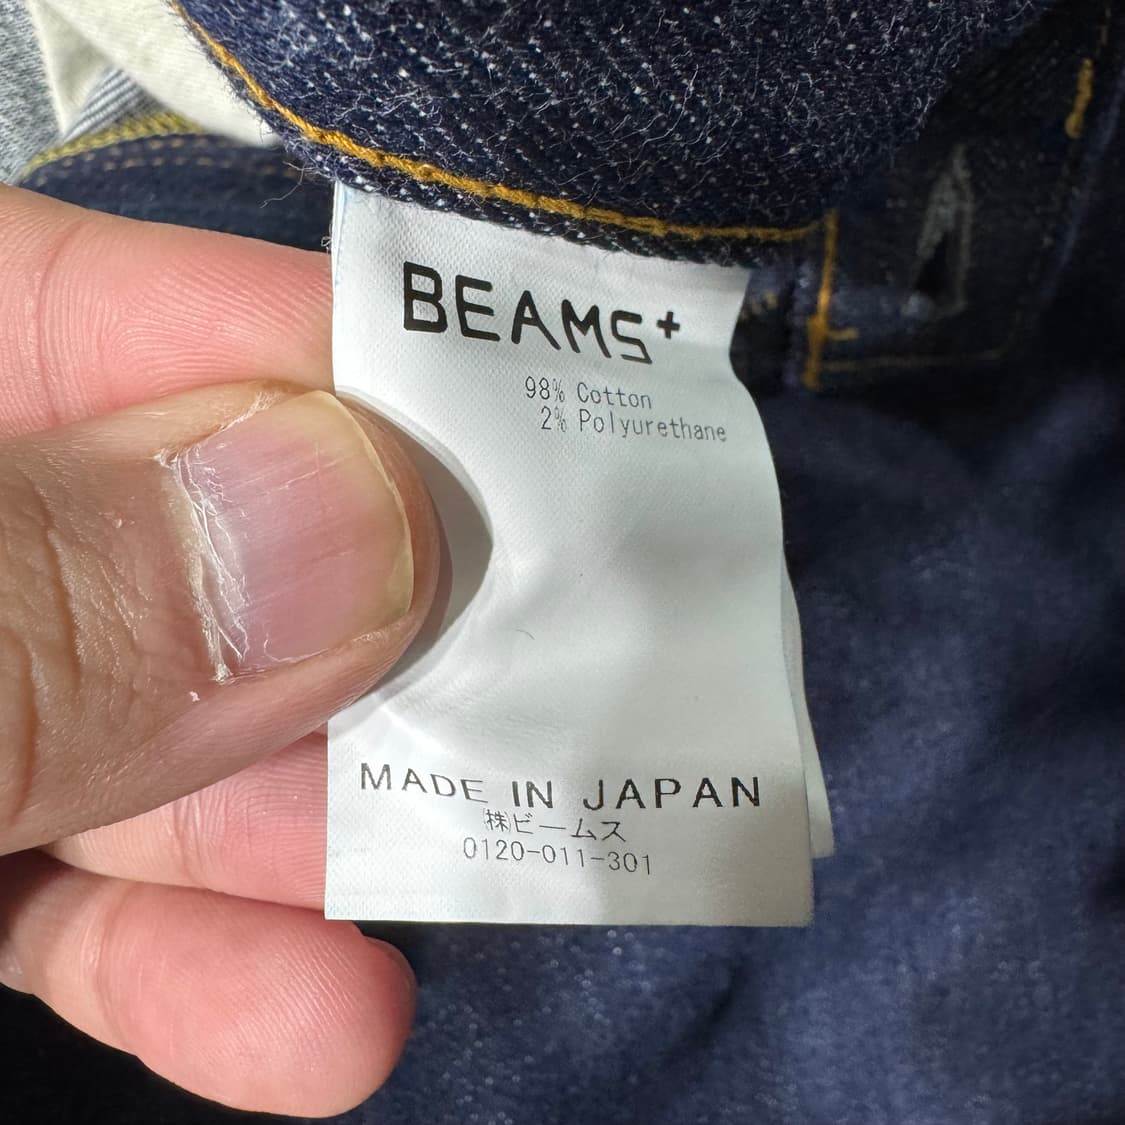 BEAMS+
98% Cotton
2% Polyurethane
MADE IN JAPAN
㈱ビームス
0120-011-301